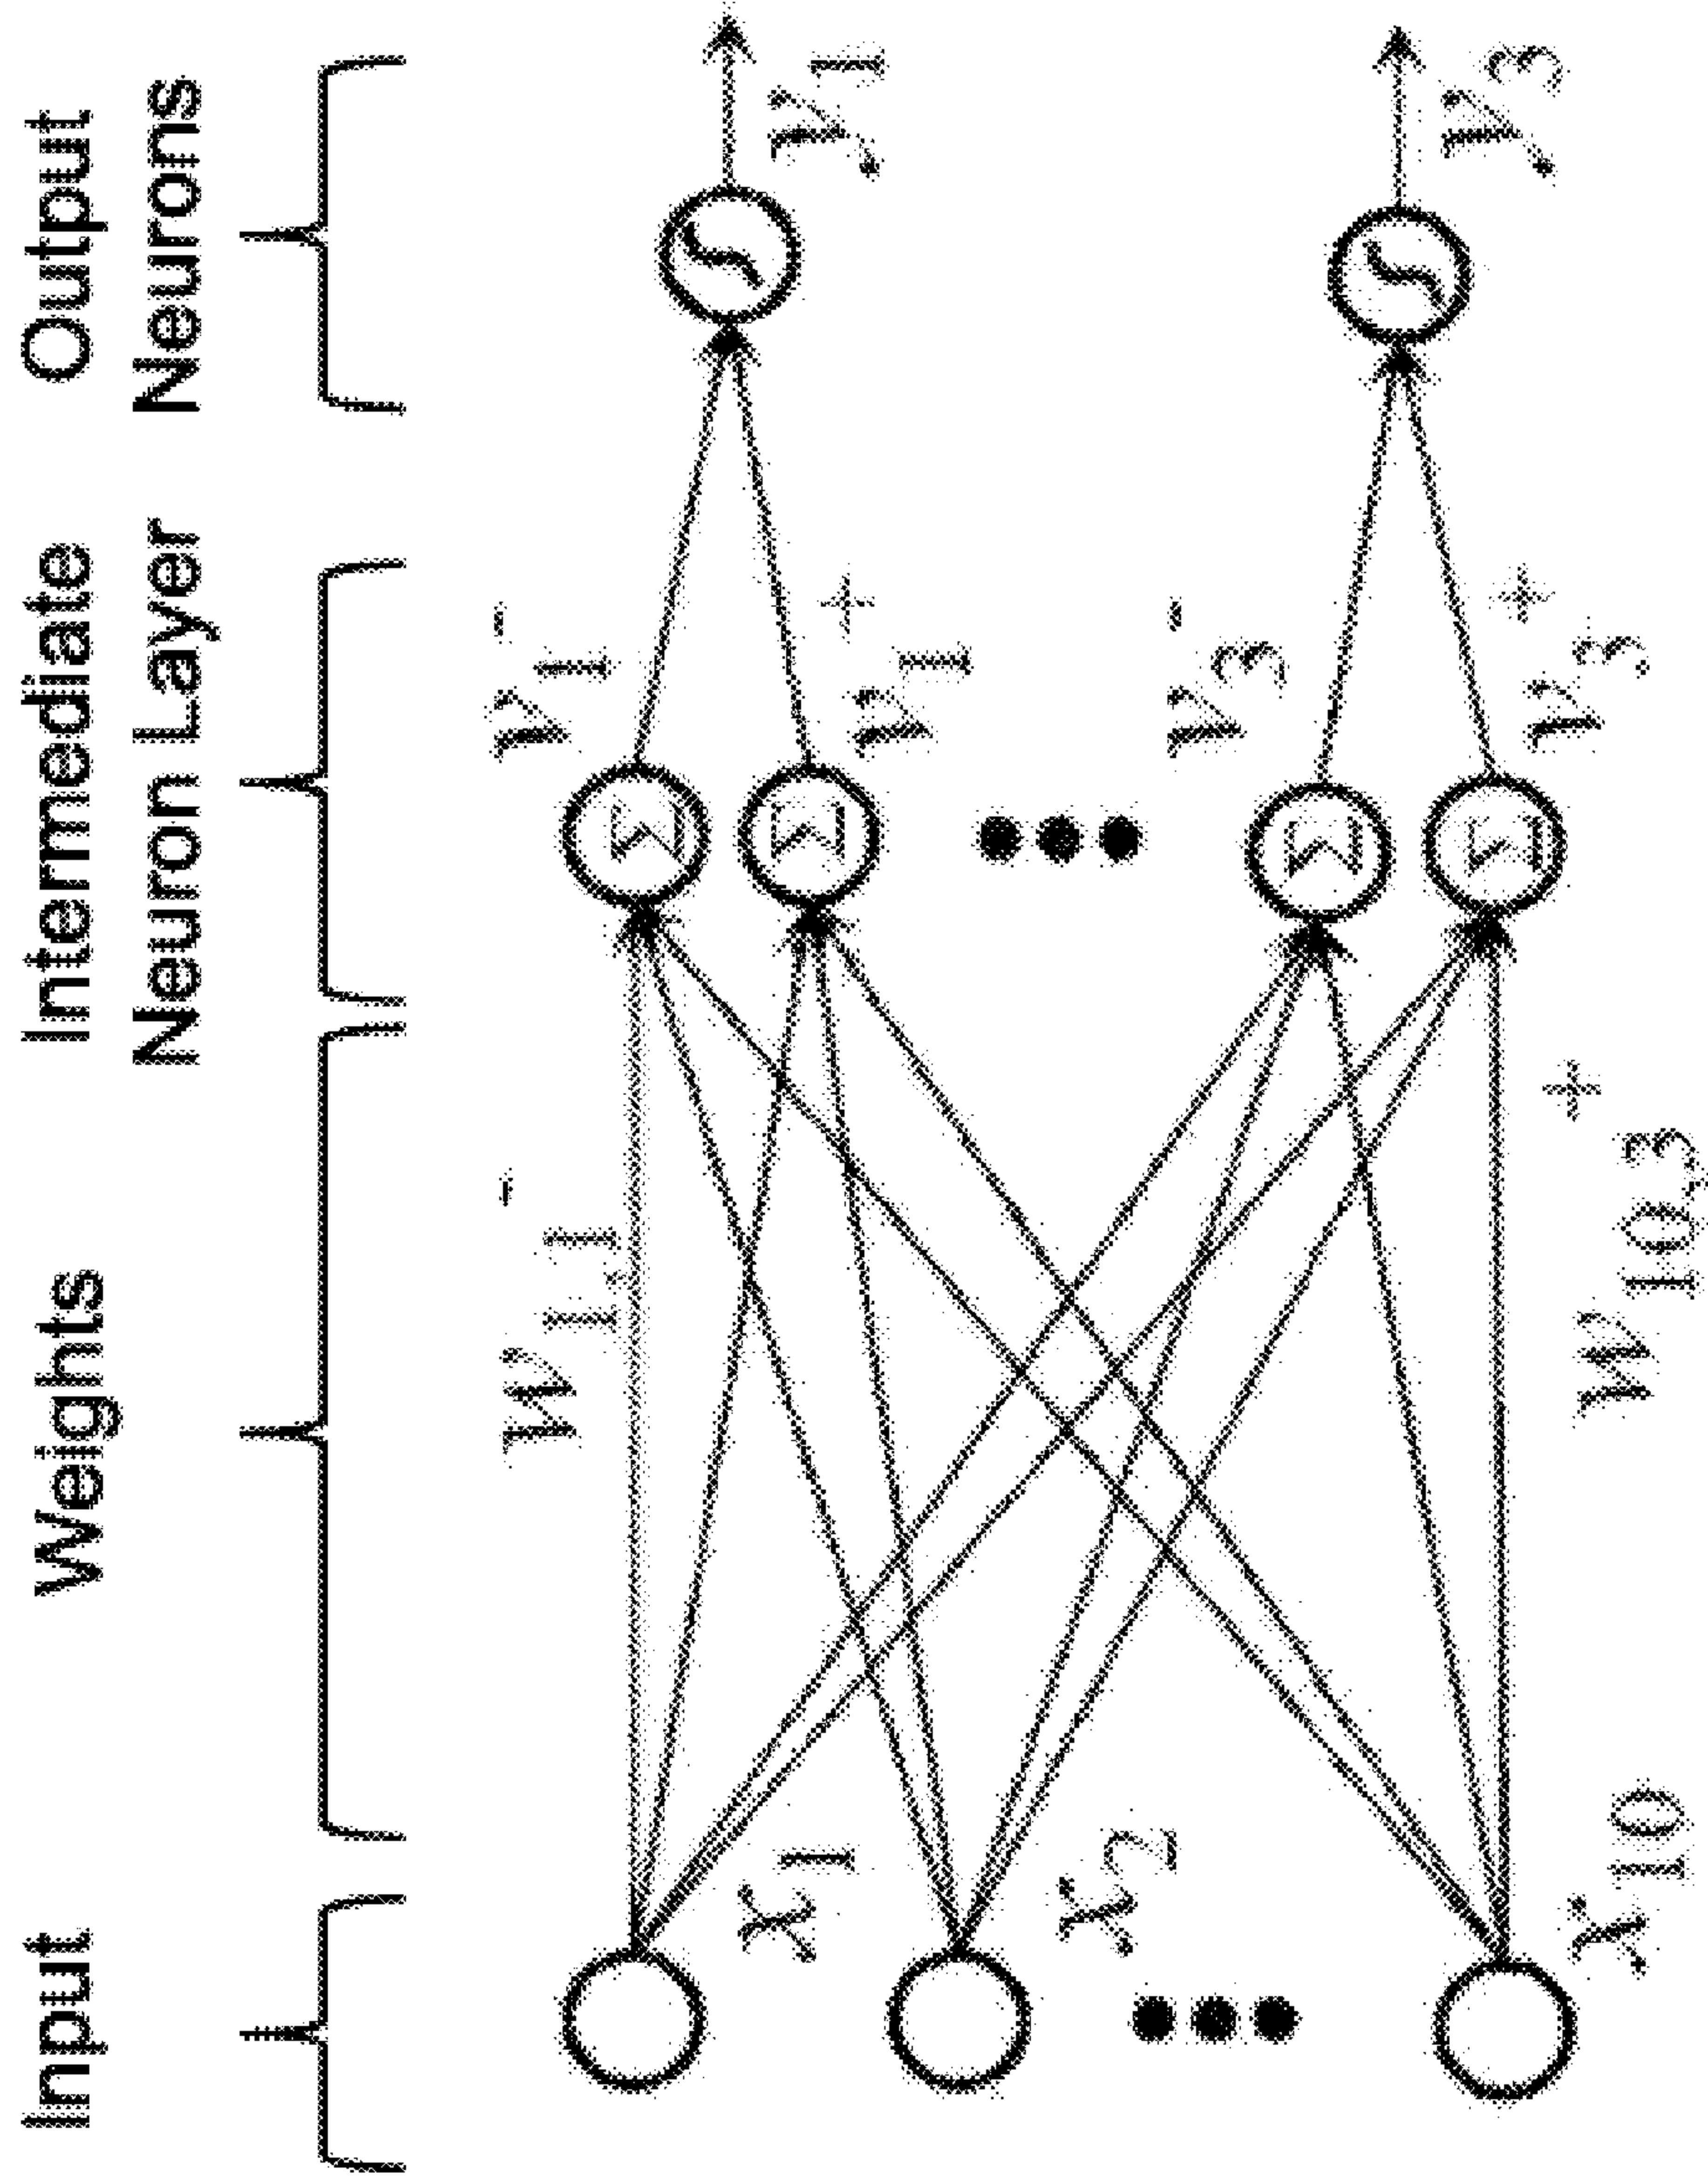 Input
Weights
Intermediate
Neuron Layer
Output
Neurons
x₁
x₂
x₁₀
W₁,₁⁻
W₁₀,₃⁺
y₁⁻
y₁⁺
y₃⁻
y₃⁺
Σ
Σ
Σ
Σ
∫
∫
y₁
y₃